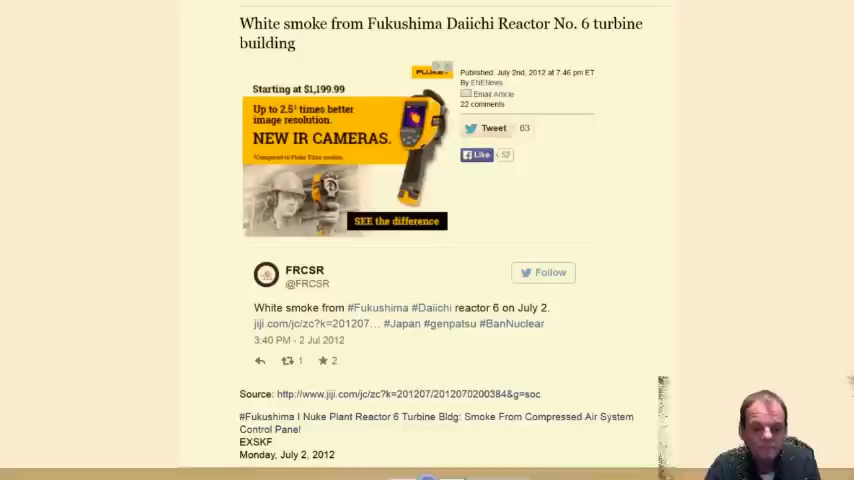 White smoke from Fukushima Daiichi Reactor No. 6 turbine
building
FLUKE
Starting at $1,199.99
Up to 2.5¹ times better
image resolution.
NEW IR CAMERAS.
SEE the difference
Published: July 2nd, 2012 at 7:46 pm ET
By ENENews
Email Article
22 comments
Tweet 63
Like 52
FRCSR
@FRCSR
Follow
White smoke from #Fukushima #Daiichi reactor 6 on July 2.
jiji.com/jc/zc?k=201207... #Japan #genpatsu #BanNuclear
3:40 PM - 2 Jul 2012
1 2
Source: http://www.jiji.com/jc/zc?k=201207/2012070200384&g=soc
#Fukushima I Nuke Plant Reactor 6 Turbine Bldg: Smoke From Compressed Air System
Control Panel
EXSKF
Monday, July 2, 2012